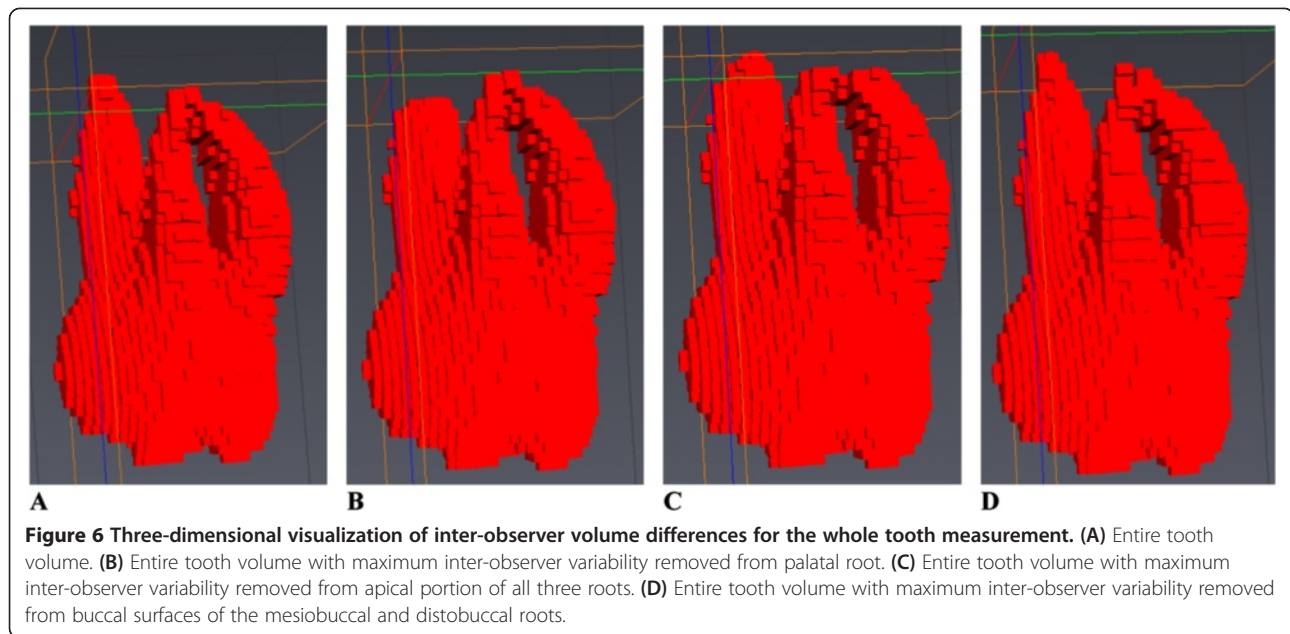 A
B
C
D
Figure 6 Three-dimensional visualization of inter-observer volume differences for the whole tooth measurement. (A) Entire tooth
volume. (B) Entire tooth volume with maximum inter-observer variability removed from palatal root. (C) Entire tooth volume with maximum
inter-observer variability removed from apical portion of all three roots. (D) Entire tooth volume with maximum inter-observer variability removed
from buccal surfaces of the mesiobuccal and distobuccal roots.